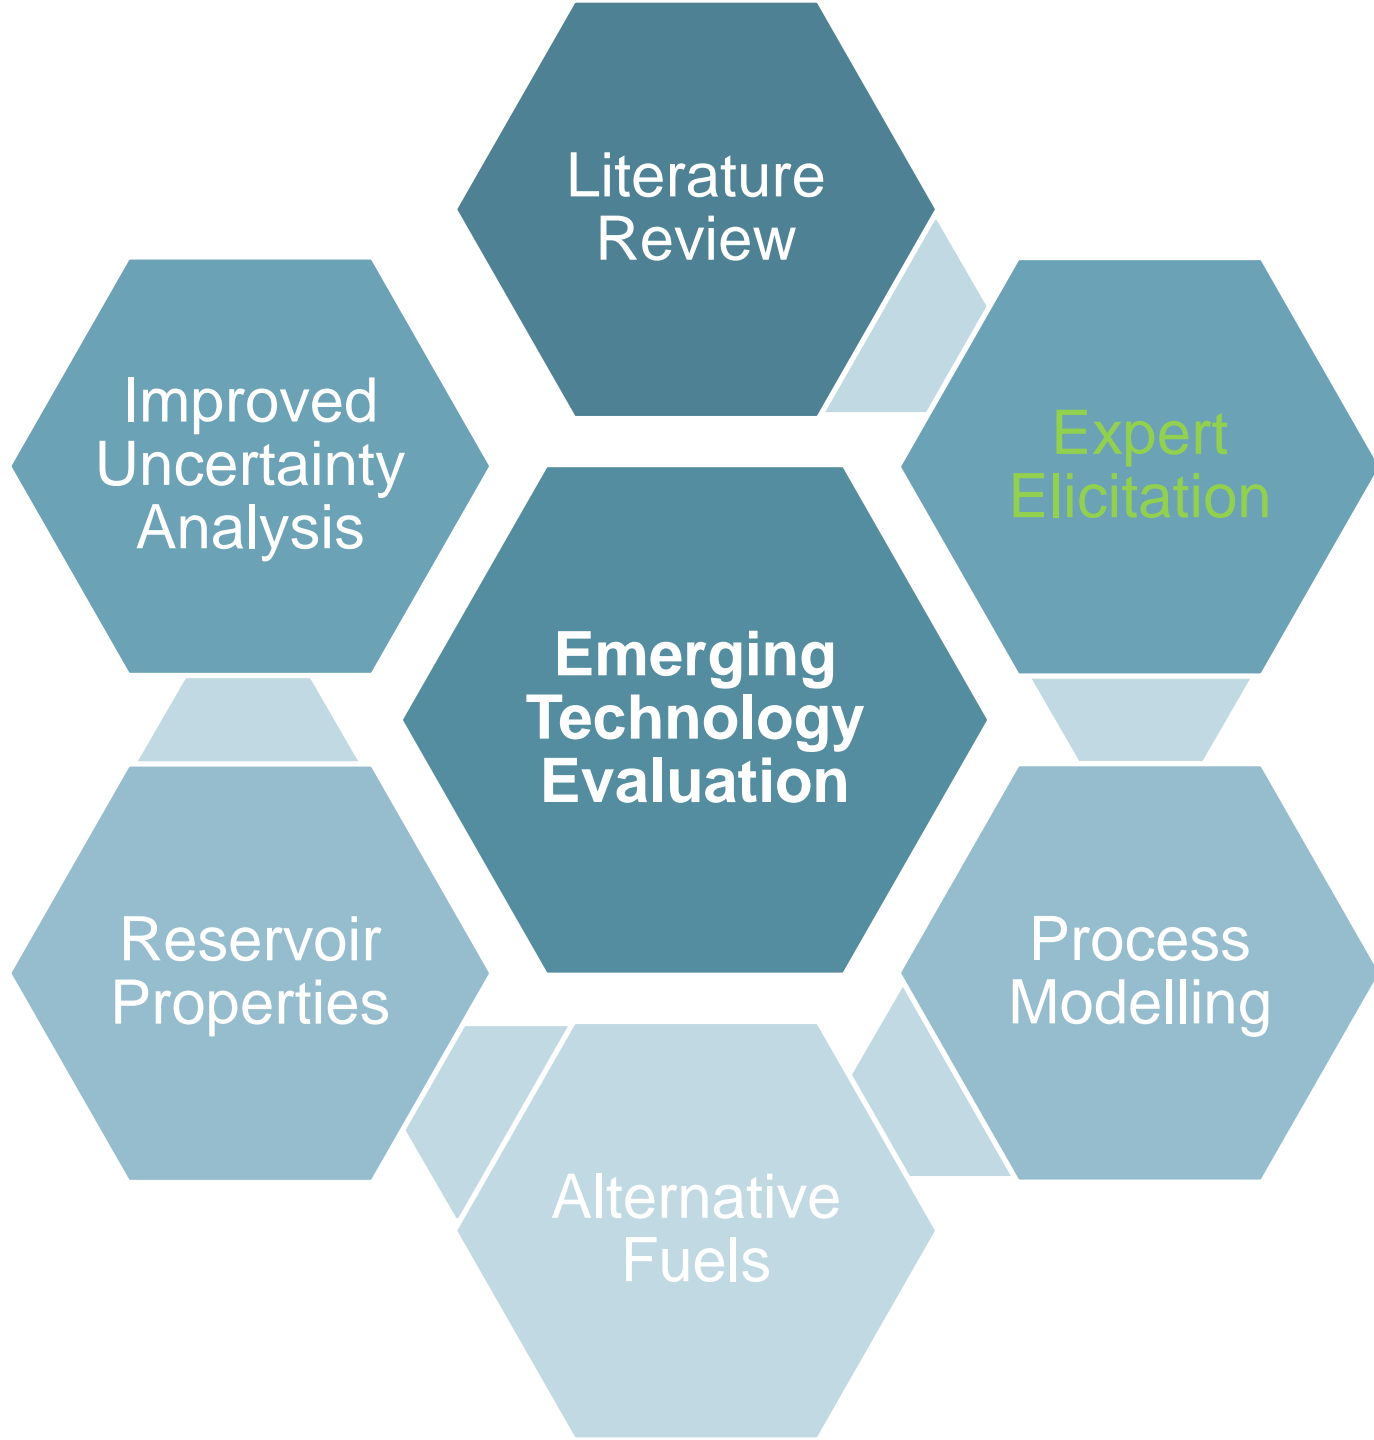 Literature
Review
Expert
Elicitation
Process
Modelling
Alternative
Fuels
Reservoir
Properties
Improved
Uncertainty
Analysis
Emerging
Technology
Evaluation